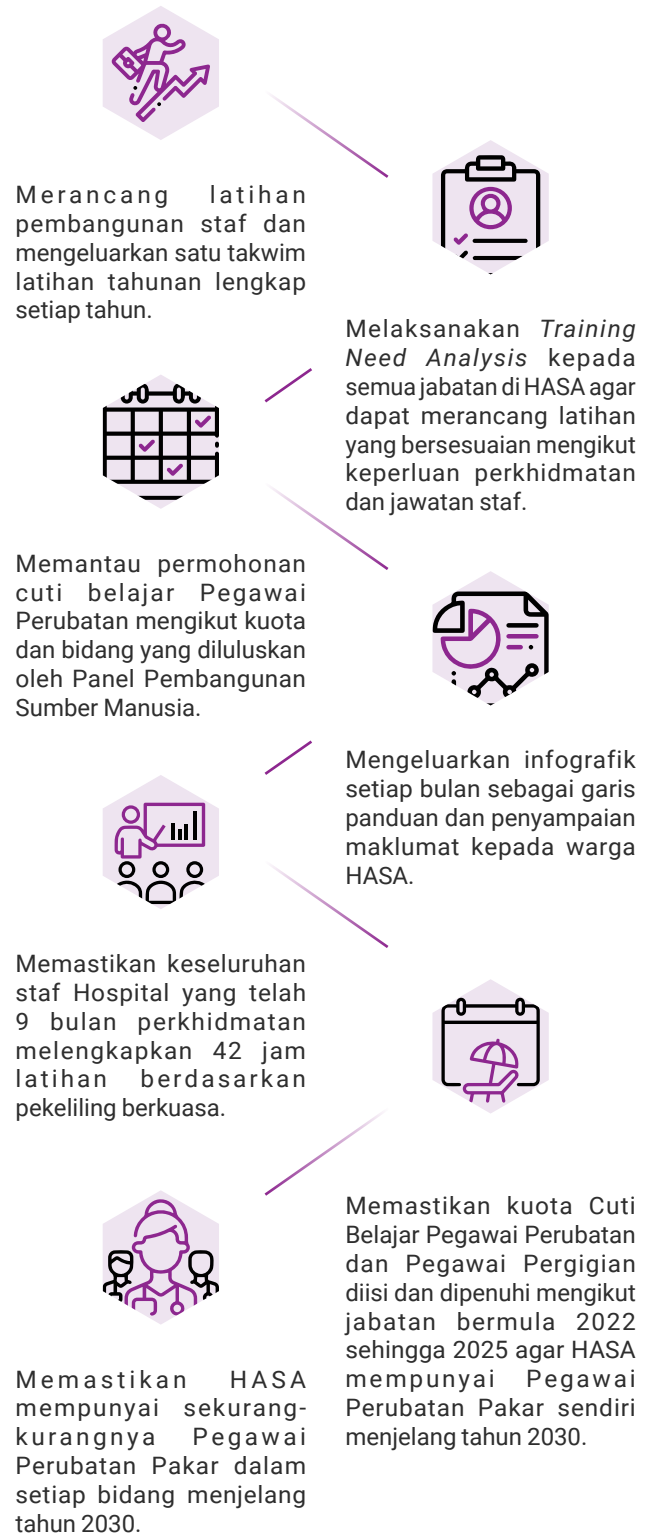 Merancang latihan
pembangunan staf dan
mengeluarkan satu takwim
latihan tahunan lengkap
setiap tahun.
Melaksanakan Training
Need Analysis kepada
semua jabatan di HASA agar
dapat merancang latihan
yang bersesuaian mengikut
keperluan perkhidmatan
dan jawatan staf.
Memantau permohonan
cuti belajar Pegawai
Perubatan mengikut kuota
dan bidang yang diluluskan
oleh Panel Pembangunan
Sumber Manusia.
Mengeluarkan infografik
setiap bulan sebagai garis
panduan dan penyampaian
maklumat kepada warga
HASA.
Memastikan keseluruhan
staf Hospital yang telah
9 bulan perkhidmatan
melengkapkan 42 jam
latihan berdasarkan
pekeliling berkuasa.
Memastikan kuota Cuti
Belajar Pegawai Perubatan
dan Pegawai Pergigian
diisi dan dipenuhi mengikut
jabatan bermula 2022
sehingga 2025 agar HASA
mempunyai Pegawai
Perubatan Pakar sendiri
menjelang tahun 2030.
Memastikan HASA
mempunyai sekurang-
kurangnya Pegawai
Perubatan Pakar dalam
setiap bidang menjelang
tahun 2030.